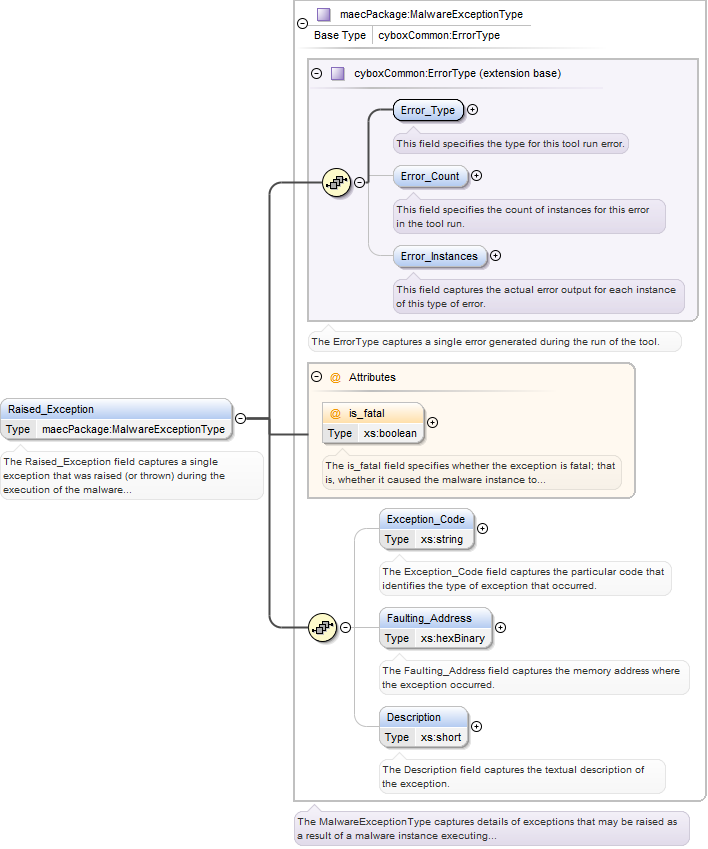 maecPackage:MalwareExceptionType
Base Type cyboxCommon:ErrorType
cyboxCommon:ErrorType (extension base)
Error_Type
This field specifies the type for this tool run error.
Error_Count
This field specifies the count of instances for this error
in the tool run.
Error_Instances
This field captures the actual error output for each instance
of this type of error.
The ErrorType captures a single error generated during the run of the tool.
@ Attributes
@ is_fatal
Type xs:boolean
The is_fatal field specifies whether the exception is fatal; that
is, whether it caused the malware instance to...
Raised_Exception
Type maecPackage:MalwareExceptionType
The Raised_Exception field captures a single
exception that was raised (or thrown) during the
execution of the malware...
Exception_Code
Type xs:string
The Exception_Code field captures the particular code that
identifies the type of exception that occurred.
Faulting_Address
Type xs:hexBinary
The Faulting_Address field captures the memory address where
the exception occurred.
Description
Type xs:short
The Description field captures the textual description of
the exception.
The MalwareExceptionType captures details of exceptions that may be raised as
a result of a malware instance executing...